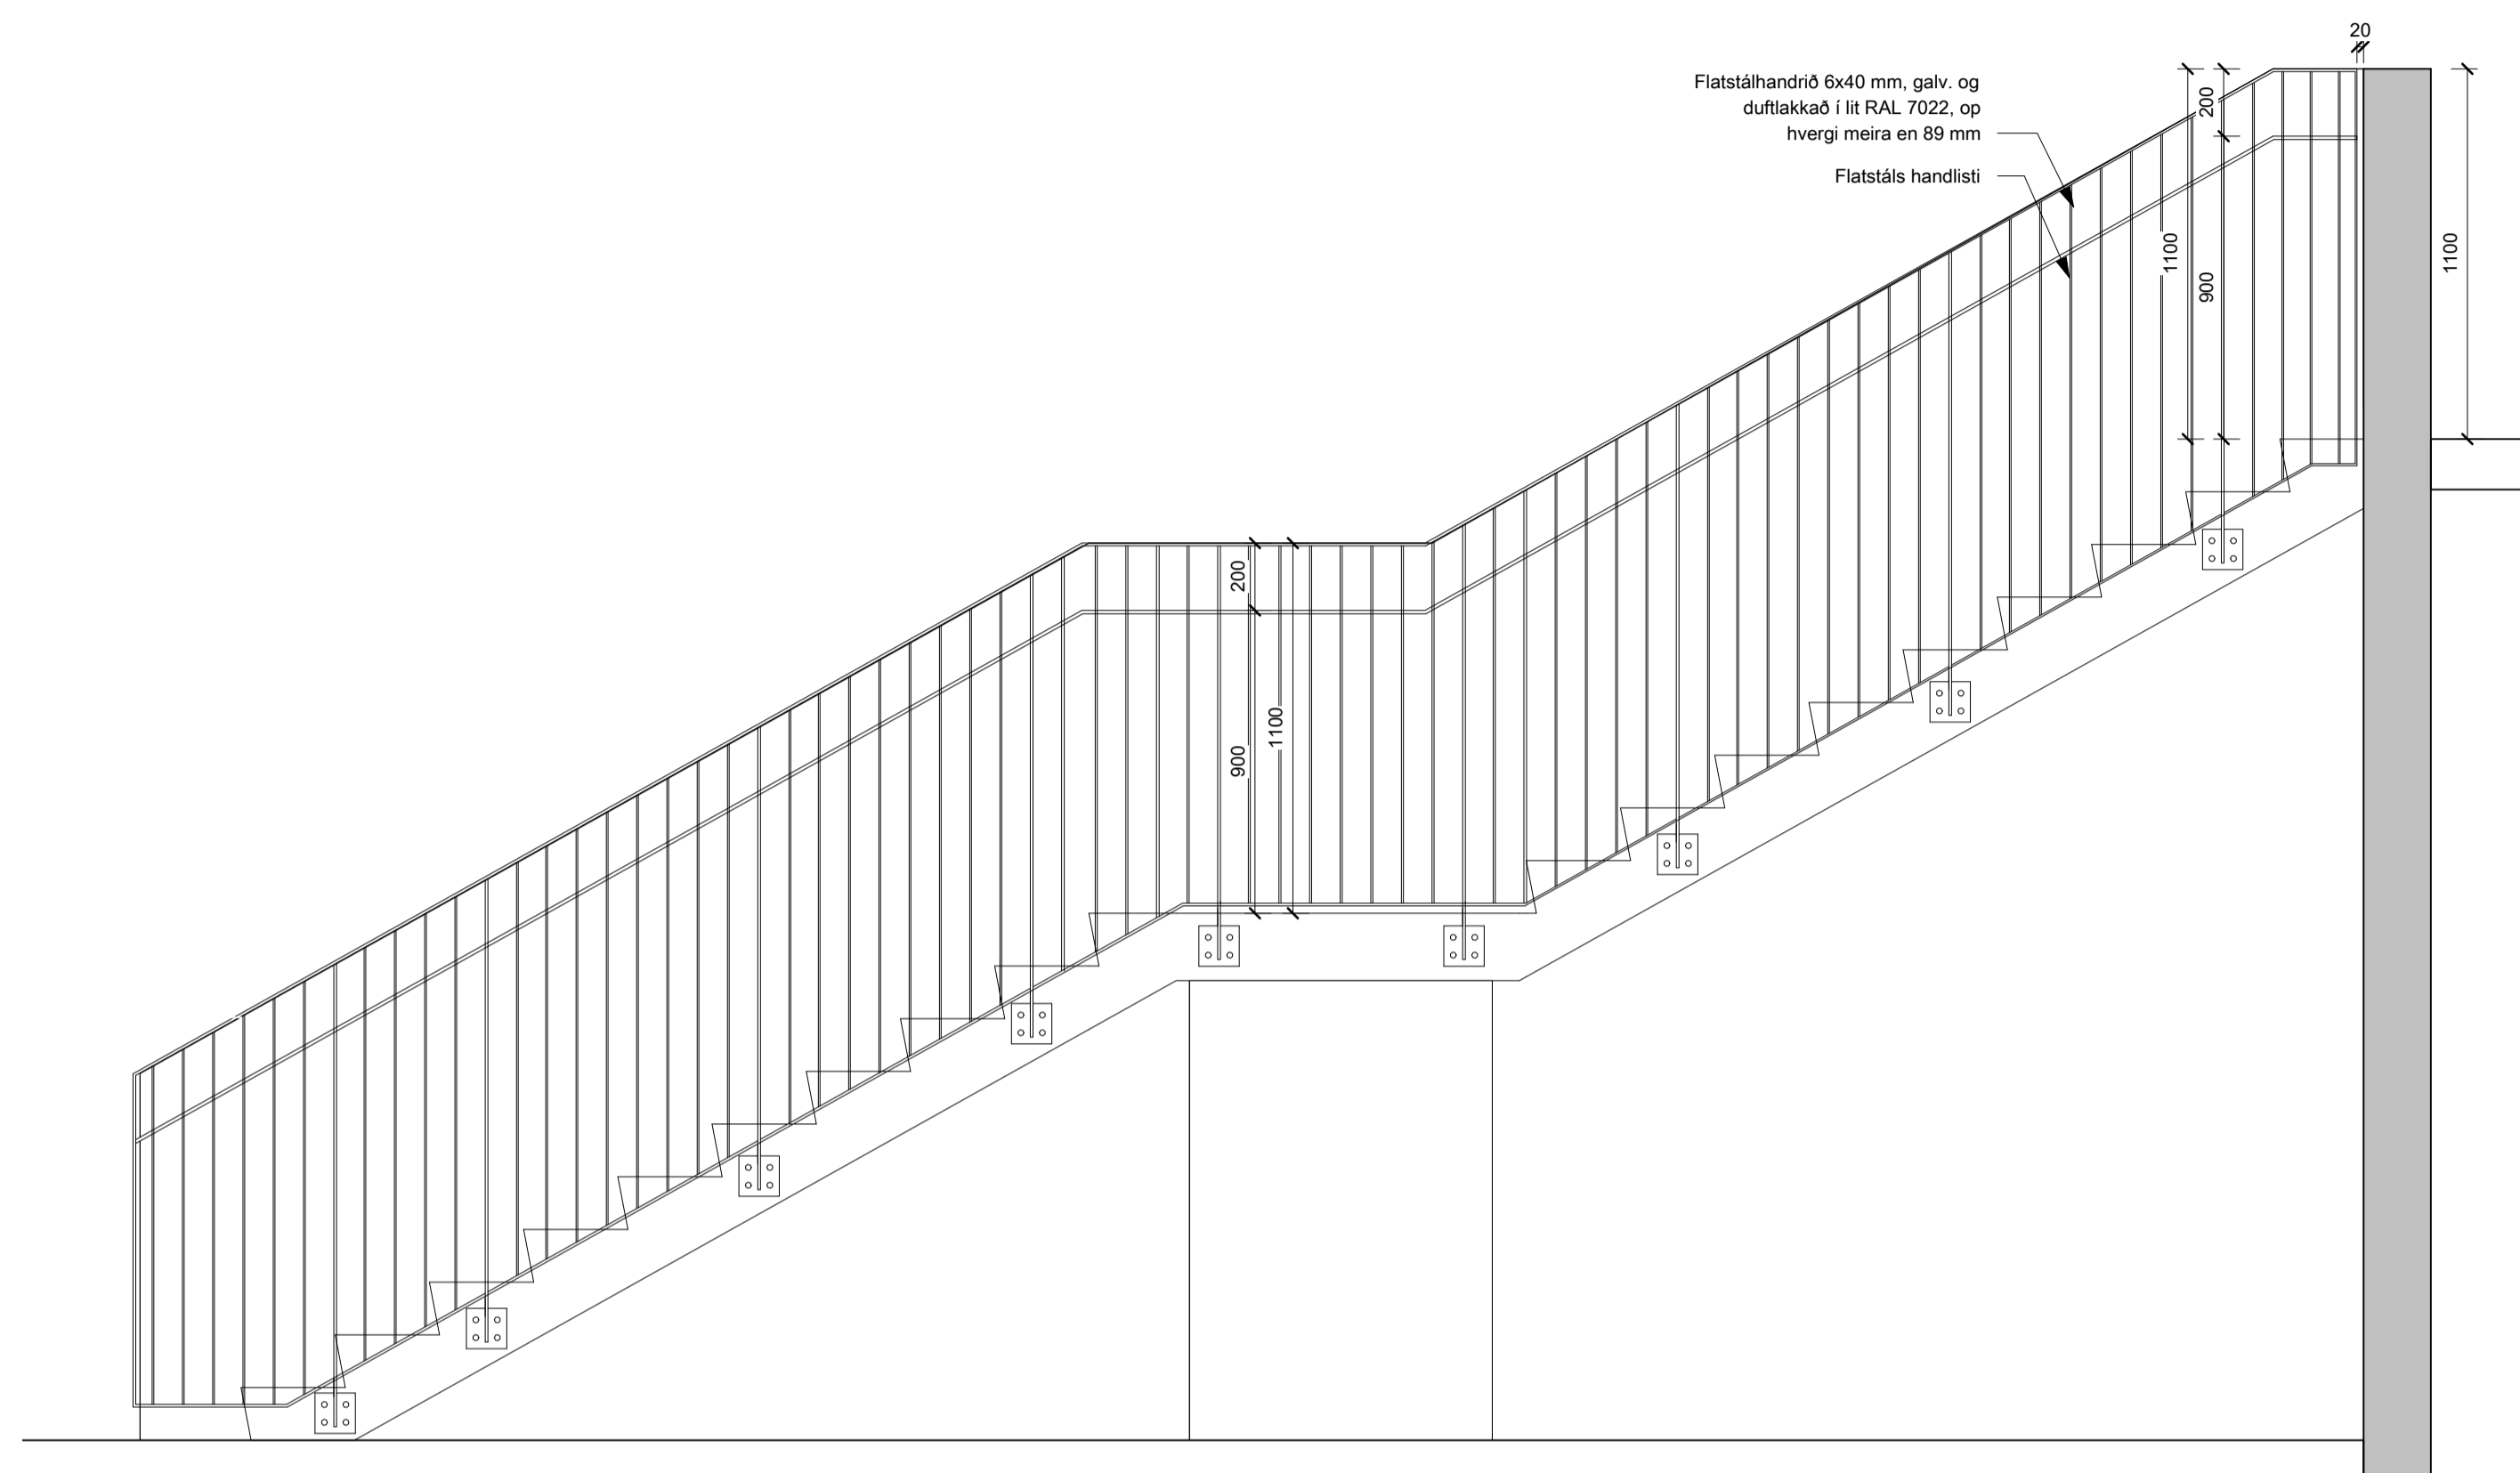 20
Flatstálhandrið 6x40 mm, galv. og
duftlakkað í lit RAL 7022, op
hvergi meira en 89 mm
Flatstáls handlisti
200
1100
900
1100
200
900
1100